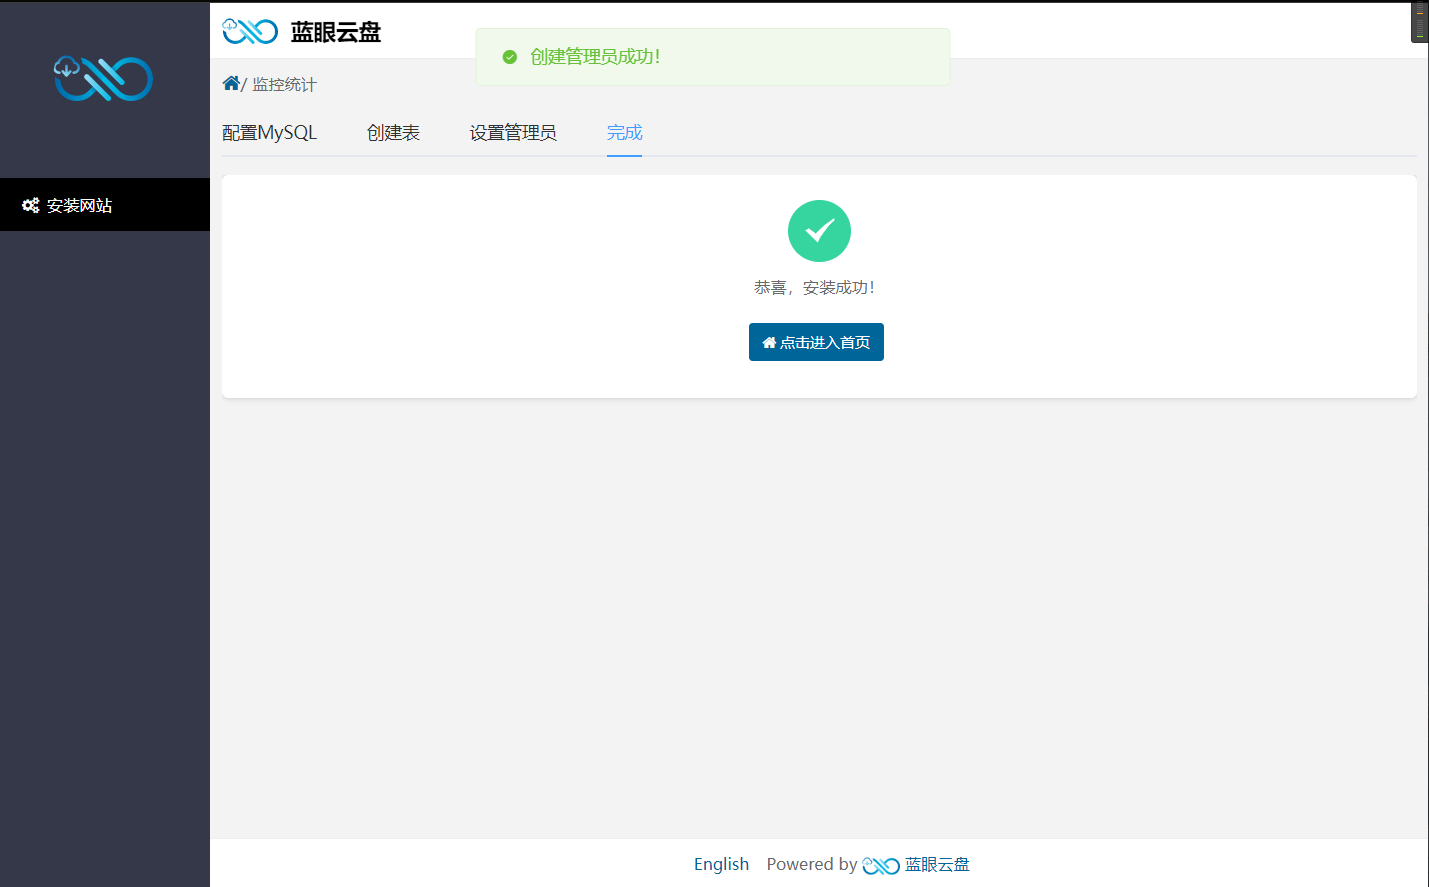 蓝眼云盘
创建管理员成功!
/ 监控统计
配置MySQL
创建表
设置管理员
完成
安装网站
恭喜，安装成功!
点击进入首页
English
Powered by 蓝眼云盘